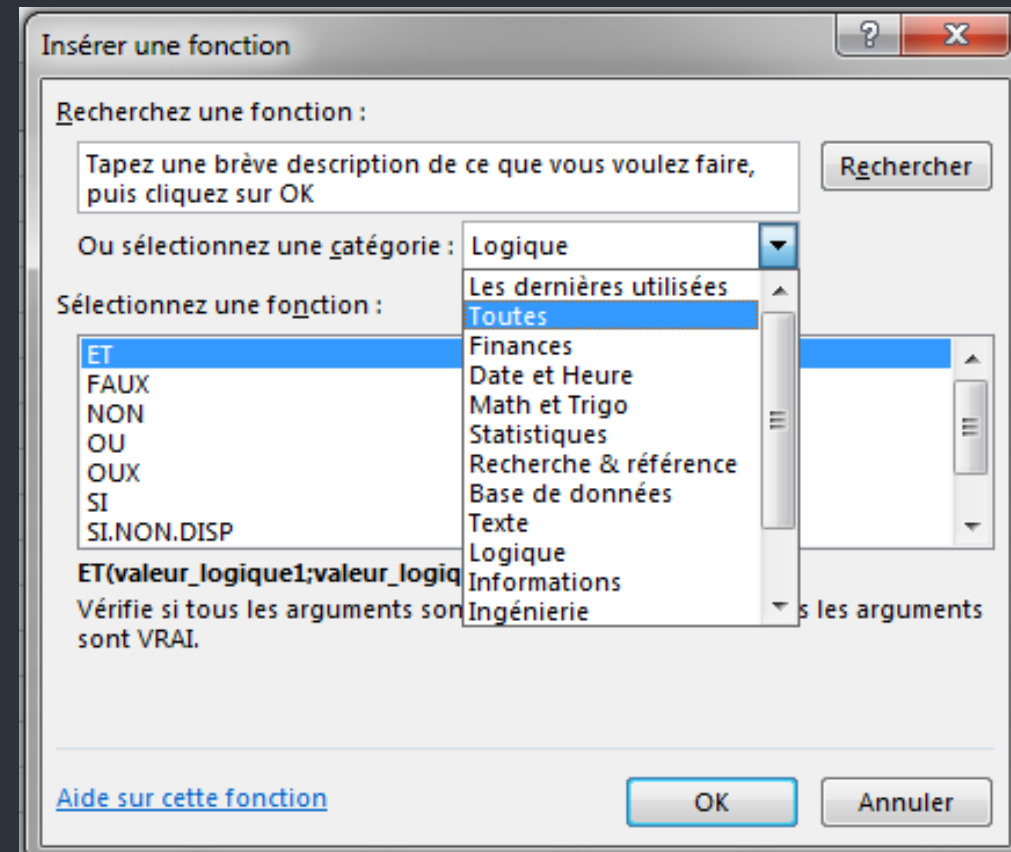 Insérer une fonction
Recherchez une fonction :
Tapez une brève description de ce que vous voulez faire,
puis cliquez sur OK
Rechercher
Ou sélectionnez une catégorie : Logique
Les dernières utilisées
Toutes
Finances
Date et Heure
Math et Trigo
Statistiques
Recherche & référence
Base de données
Texte
Logique
Informations
Ingénierie
Sélectionnez une fonction :
ET
FAUX
NON
OU
OUX
SI
SI.NON.DISP
ET(valeur_logique1;valeur_logiq
Vérifie si tous les arguments son s les arguments
sont VRAI.
Aide sur cette fonction
OK
Annuler